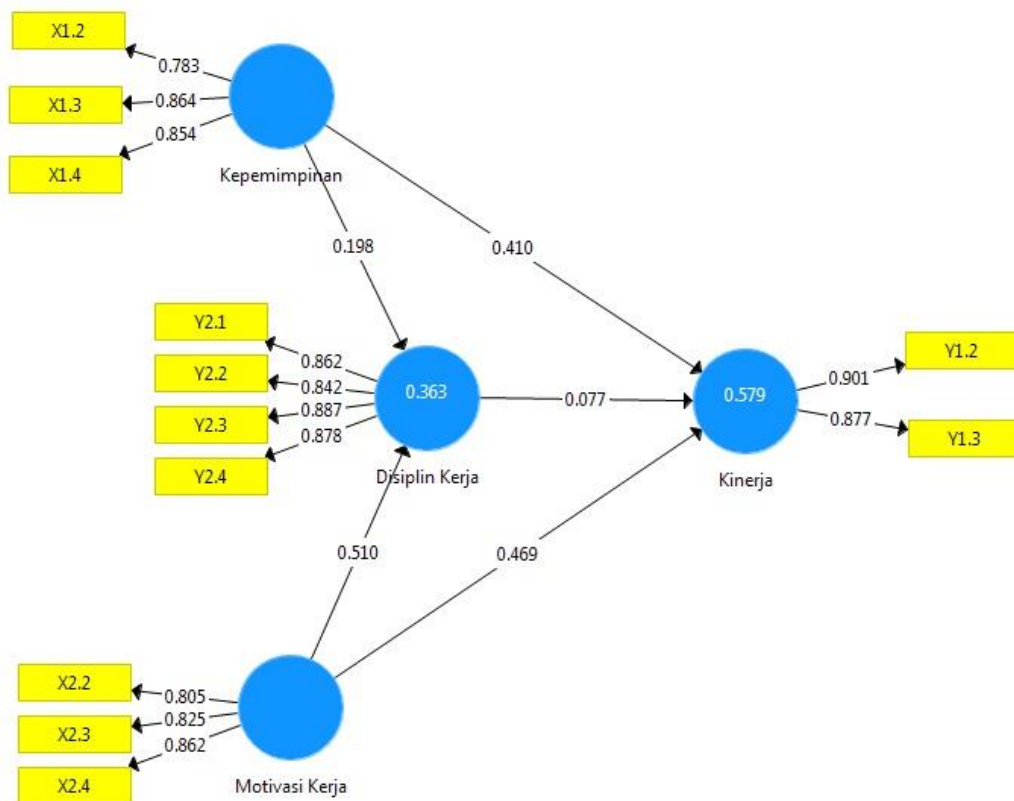 X1.2
0.783
X1.3
0.864
X1.4
0.854
Kepemimpinan
0.198
0.410
Y2.1
0.862
Y2.2
0.842
Y2.3
0.887
Y2.4
0.878
0.363
Disiplin Kerja
0.077
0.579
Kinerja
0.901
Y1.2
0.877
Y1.3
0.510
0.469
X2.2
0.805
X2.3
0.825
X2.4
0.862
Motivasi Kerja